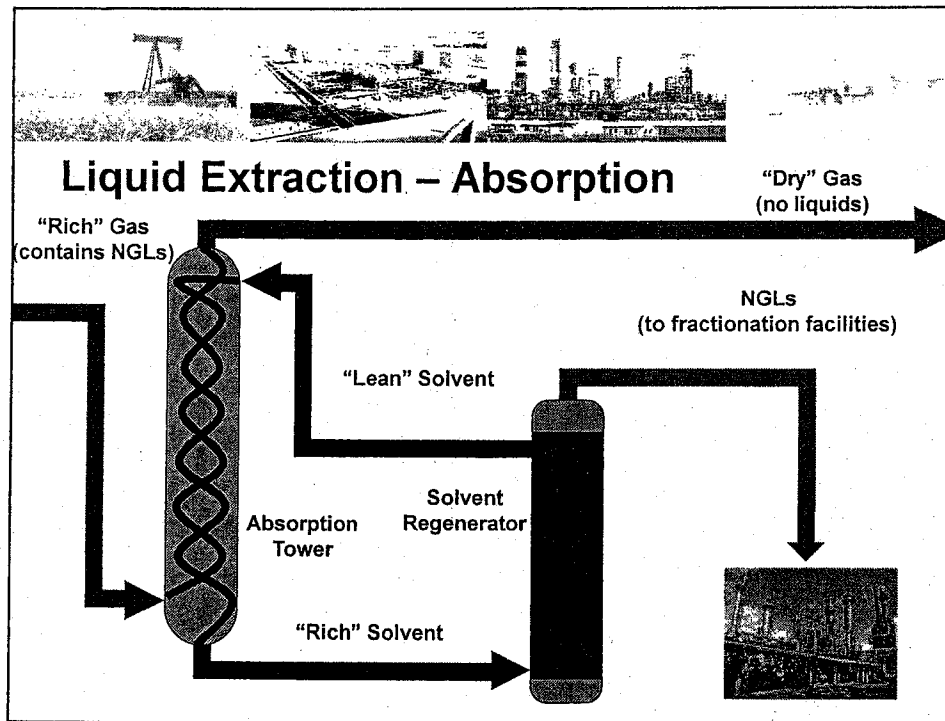 Liquid Extraction – Absorption
“Dry” Gas
(no liquids)
“Rich” Gas
(contains NGLs)
NGLs
(to fractionation facilities)
“Lean” Solvent
Solvent
Regenerator
Absorption
Tower
“Rich” Solvent